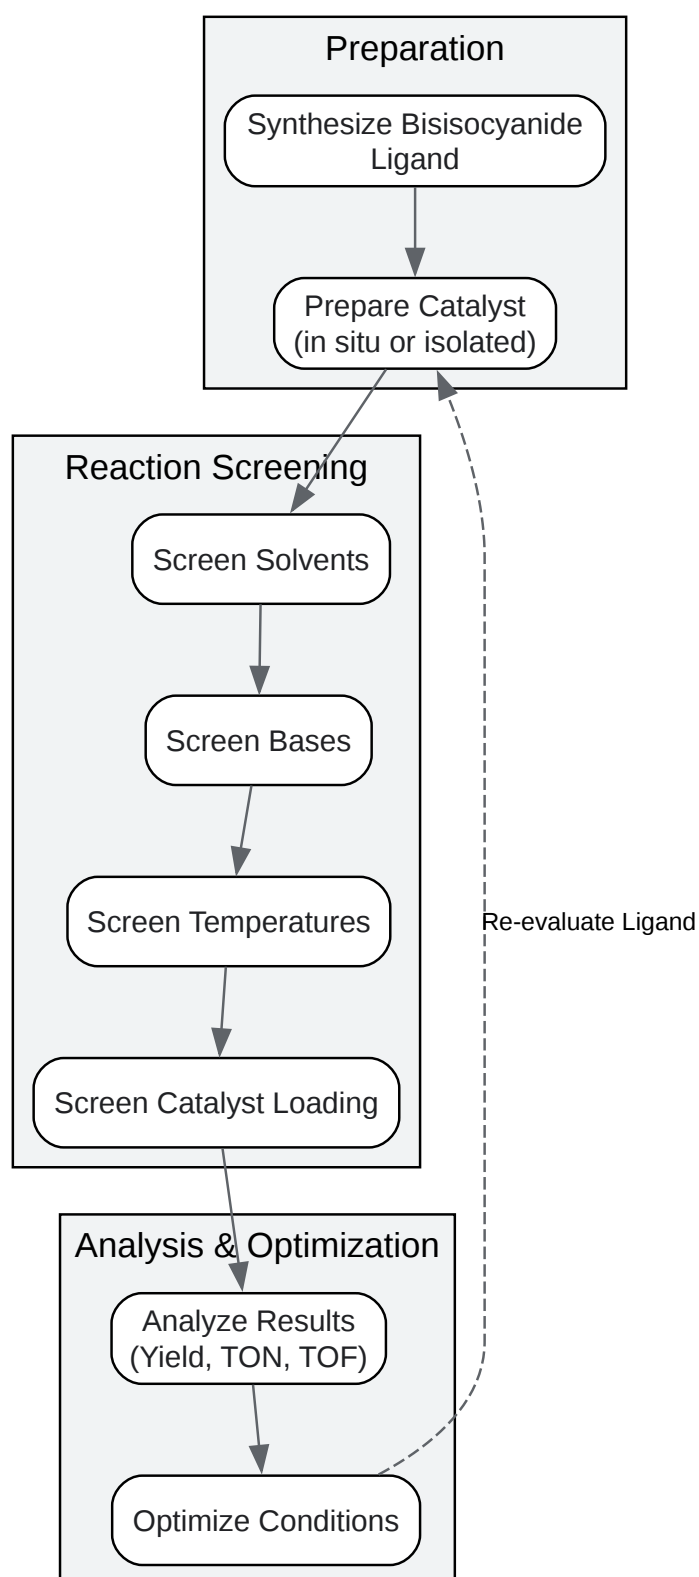 Preparation
Synthesize Bisisocyanide
Ligand
Prepare Catalyst
(in situ or isolated)
Reaction Screening
Screen Solvents
Screen Bases
Screen Temperatures
Re-evaluate Ligand
Screen Catalyst Loading
Analysis & Optimization
Analyze Results
(Yield, TON, TOF)
Optimize Conditions